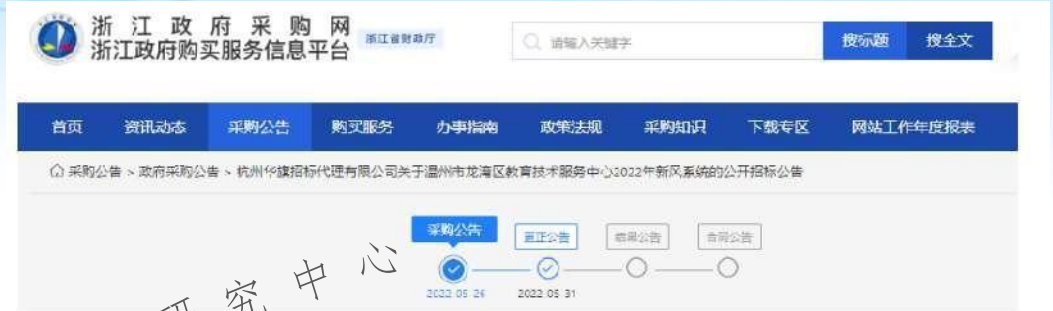 浙江政府采购网
浙江政府购买服务信息平台
浙江省财政厅
请输入关键字
搜标题 搜全文
首页 资讯动态 采购公告 购买服务 办事指南 政策法规 采购知识 下载专区 网站工作年度报表
采购公告 > 政府采购公告 > 杭州华旗招标代理有限公司关于温州市龙湾区教育技术服务中心2022年新风系统的公开招标公告
采购公告 更正公告 结果公告 合同公告
2022 05 26 2022 05 31
究中心